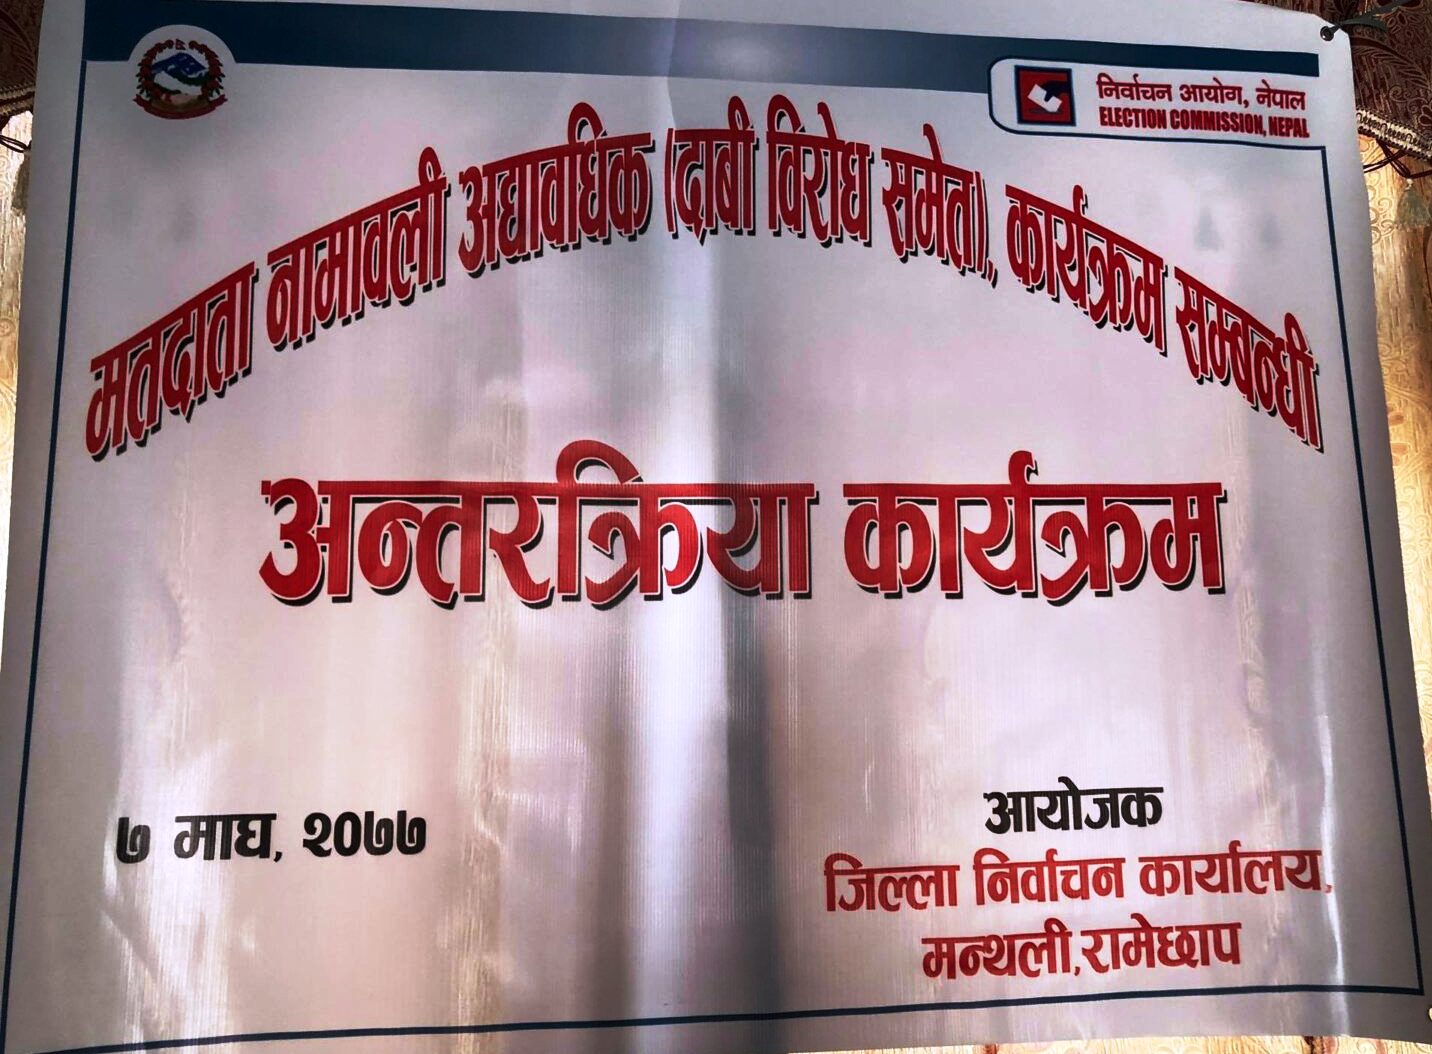 निर्वाचन आयोग, नेपाल
ELECTION COMMISSION, NEPAL
मतदाता नामावली अद्यावधिक (दाबी विरोध समेत), कार्यक्रम सम्बन्धी
अन्तरक्रिया कार्यक्रम
७ माघ, २०७७
आयोजक
जिल्ला निर्वाचन कार्यालय,
मन्थली,रामेछाप